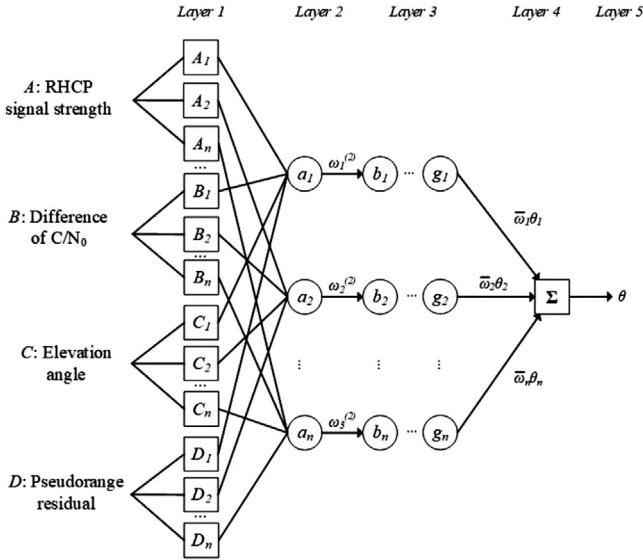 Layer 1 Layer 2 Layer 3 Layer 4 Layer 5
A: RHCP
signal strength
A1
A2
An
...
B: Difference
of C/N0
B1
B2
...
Bn
C: Elevation
angle
C1
C2
...
Cn
D: Pseudorange
residual
D1
D2
...
Dn
a1 ω1(2) b1 ... g1
ω̅1θ1
a2 ω2(2) b2 ... g2 ω̅2θ2 Σ θ
... ... ...
ω̅nθn
an ω3(2) bn ... gn